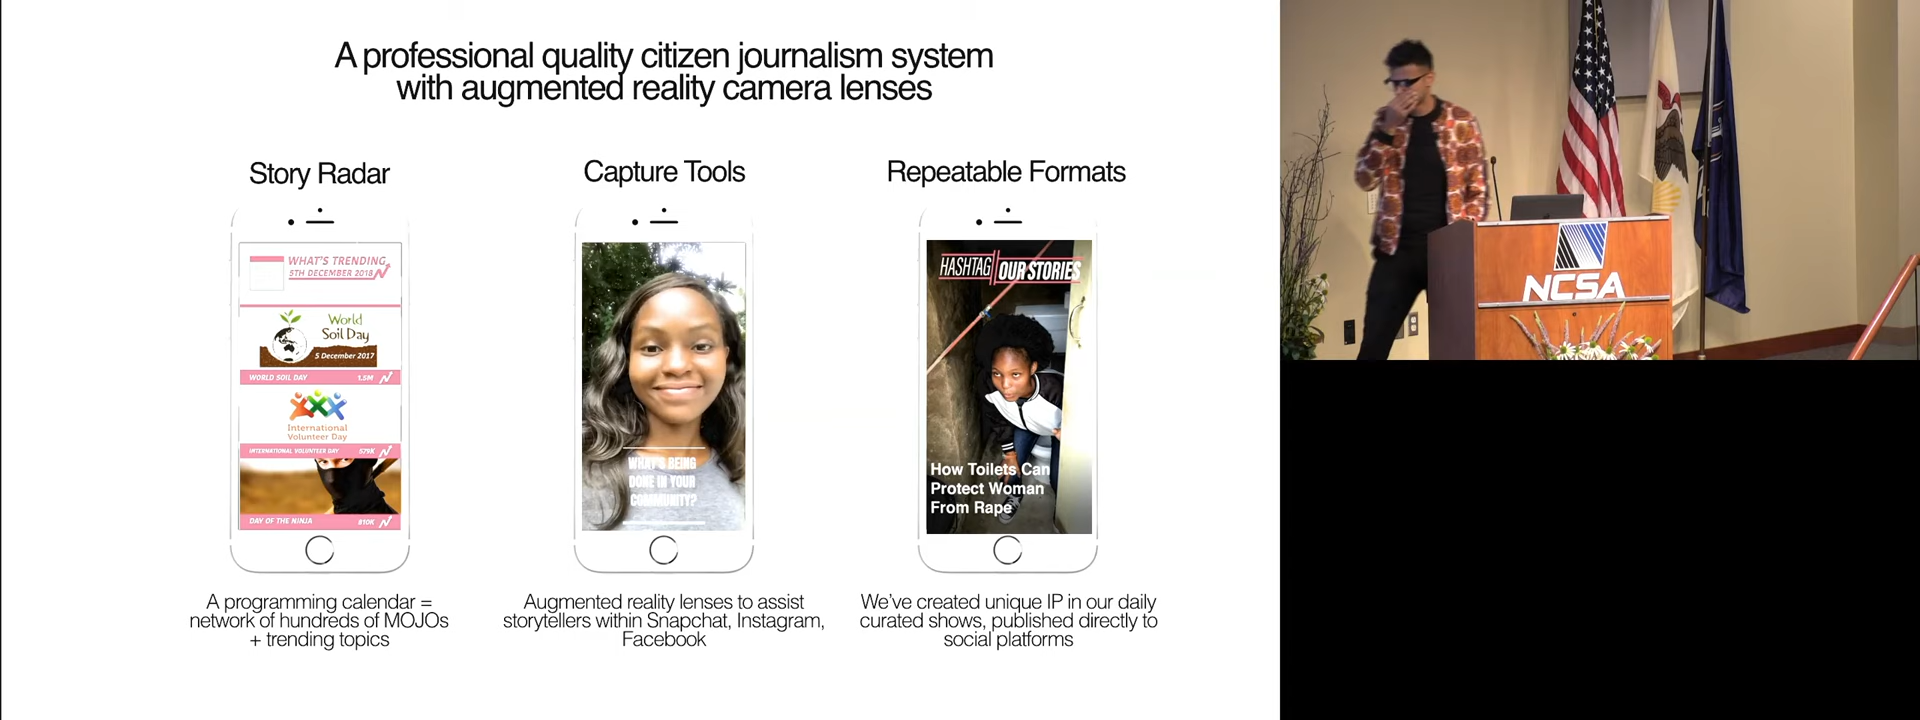 A professional quality citizen journalism system
with augmented reality camera lenses
Story Radar
WHAT'S TRENDING
5TH DECEMBER 2018
World
Soil Day
5 December 2017
WORLD SOIL DAY 1.5M
International
Volunteer Day
INTERNATIONAL VOLUNTEER DAY 579K
DAY OF THE NINJA 810K
A programming calendar =
network of hundreds of MOJOs
+ trending topics
Capture Tools
WHAT'S BEING
DONE IN YOUR
COMMUNITY?
Augmented reality lenses to assist
storytellers within Snapchat, Instagram,
Facebook
Repeatable Formats
HASHTAG OUR STORIES
How Toilets Can
Protect Woman
From Rape
We've created unique IP in our daily
curated shows, published directly to
social platforms
NCSA